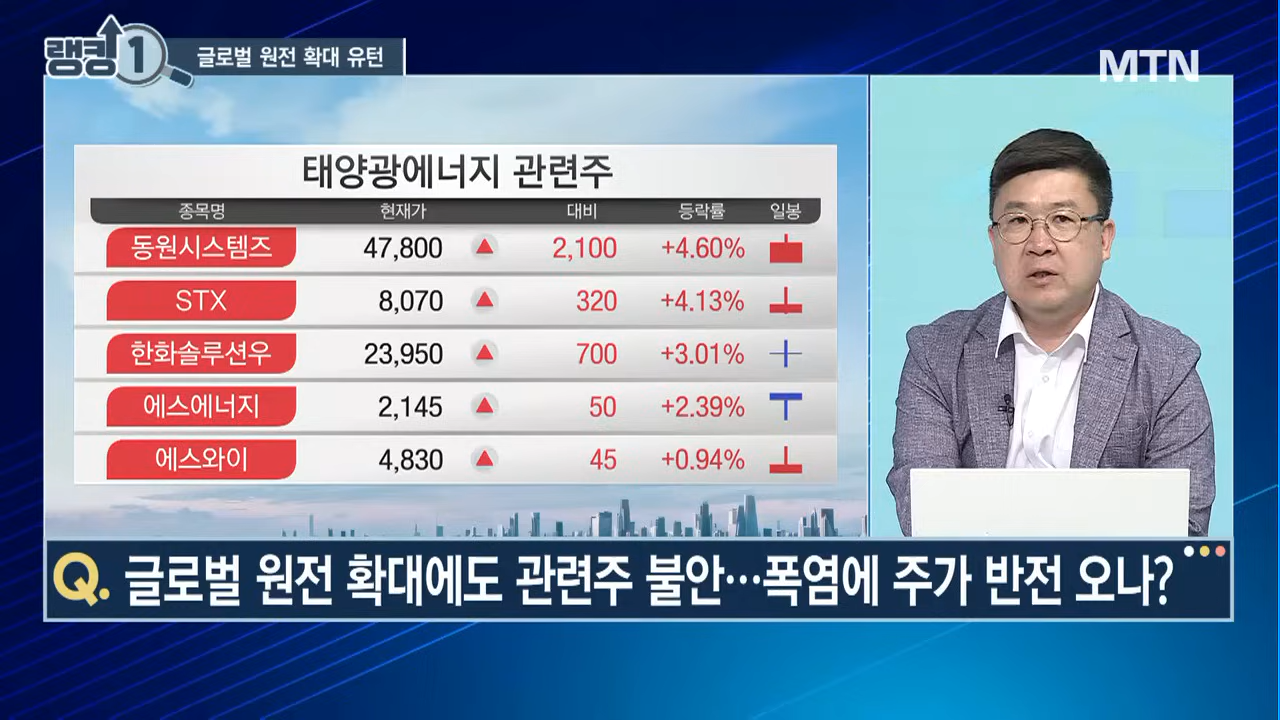 랭킹1
글로벌 원전 확대 유턴
MTN
태양광에너지 관련주
종목명 현재가 대비 등락률 일봉
동원시스템즈 47,800 ▲ 2,100 +4.60%
STX 8,070 ▲ 320 +4.13%
한화솔루션우 23,950 ▲ 700 +3.01%
에스에너지 2,145 ▲ 50 +2.39%
에스와이 4,830 ▲ 45 +0.94%
Q. 글로벌 원전 확대에도 관련주 불안…폭염에 주가 반전 오나?